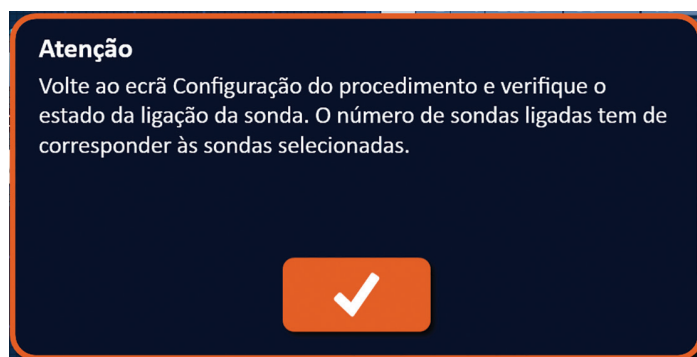 Atenção
Volte ao ecrã Configuração do procedimento e verifique o
estado da ligação da sonda. O número de sondas ligadas tem de
corresponder às sondas selecionadas.